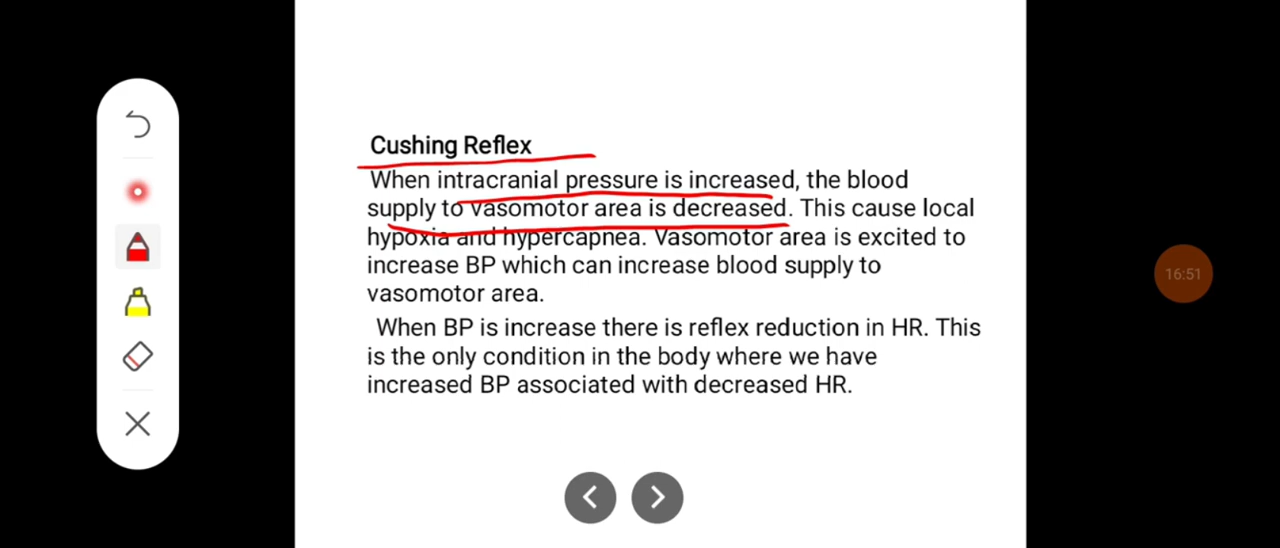 Cushing Reflex
When intracranial pressure is increased, the blood
supply to vasomotor area is decreased. This cause local
hypoxia and hypercapnea. Vasomotor area is excited to
increase BP which can increase blood supply to
vasomotor area.
When BP is increase there is reflex reduction in HR. This
is the only condition in the body where we have
increased BP associated with decreased HR.
16:51